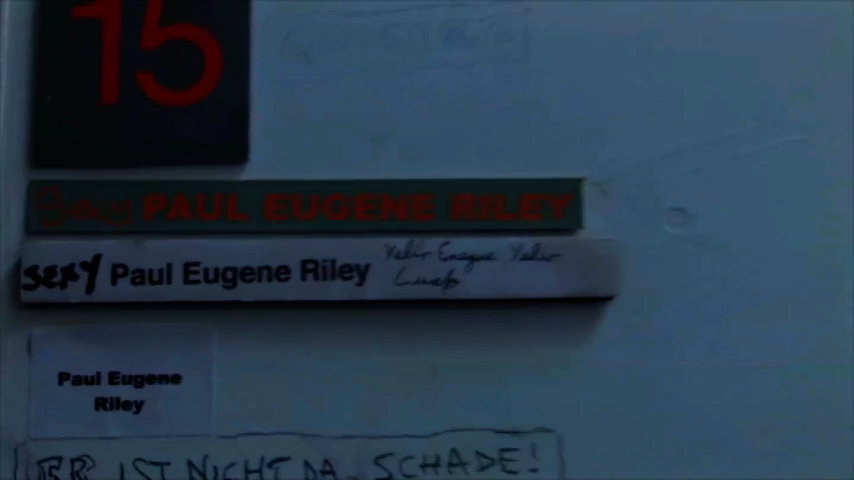 15
PAUL EUGENE RILEY
SEXY Paul Eugene Riley
Paul Eugene
Riley
ER IST NICHT DA. SCHADE!